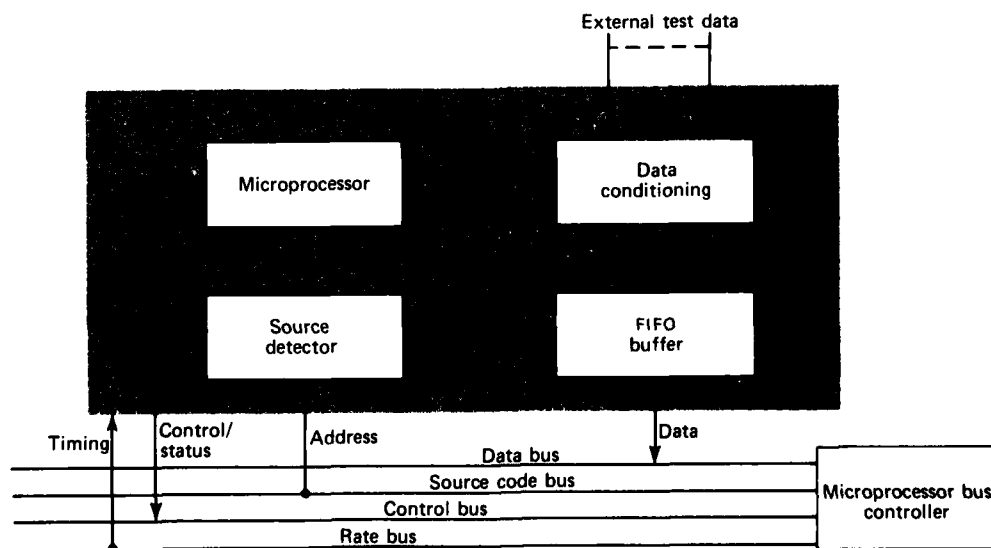 External test data
Microprocessor
Data
conditioning
Source
detector
FIFO
buffer
Timing
Control/
status
Address
Data
Data bus
Source code bus
Control bus
Rate bus
Microprocessor bus
controller